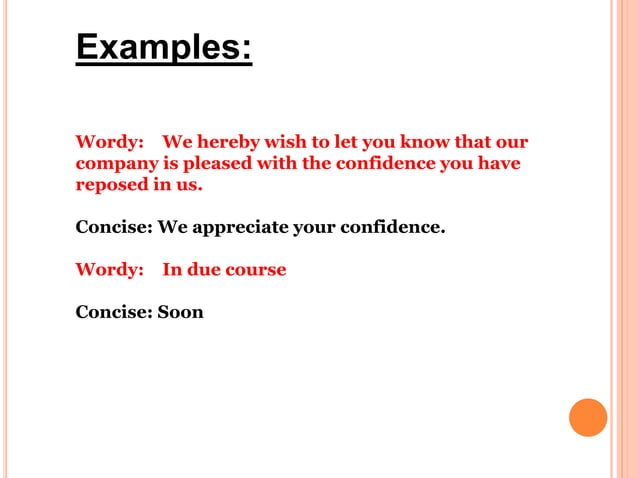 Examples:
Wordy: We hereby wish to let you know that our
company is pleased with the confidence you have
reposed in us.
Concise: We appreciate your confidence.
Wordy: In due course
Concise: Soon